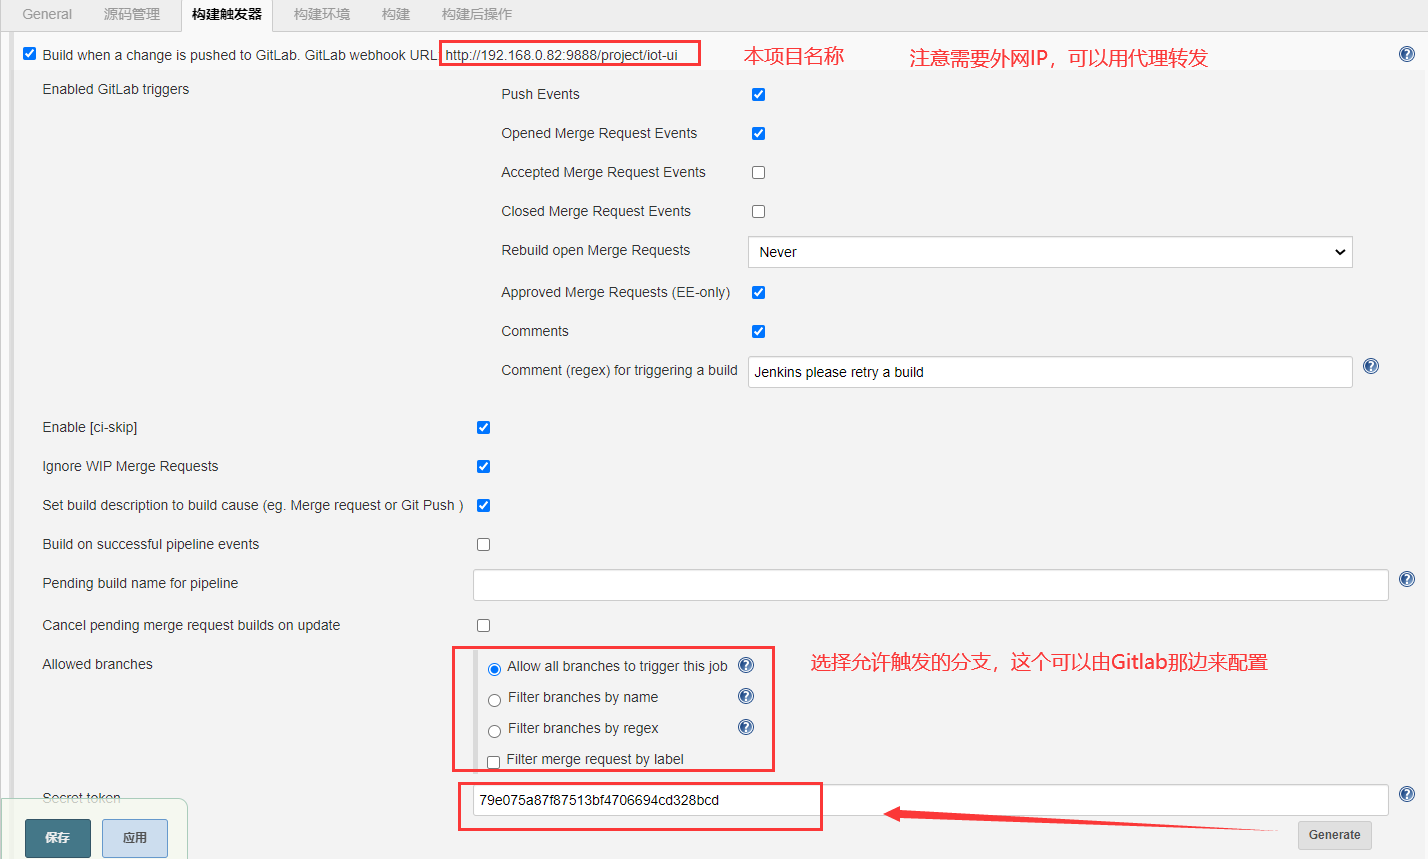 General 源码管理 构建触发器 构建环境 构建 构建后操作
Build when a change is pushed to GitLab. GitLab webhook URL: http://192.168.0.82:9888/project/iot-ui 本项目名称 注意需要外网IP，可以用代理转发
Enabled GitLab triggers
Push Events
Opened Merge Request Events
Accepted Merge Request Events
Closed Merge Request Events
Rebuild open Merge Requests Never
Approved Merge Requests (EE-only)
Comments
Comment (regex) for triggering a build Jenkins please retry a build
Enable [ci-skip]
Ignore WIP Merge Requests
Set build description to build cause (eg. Merge request or Git Push )
Build on successful pipeline events
Pending build name for pipeline
Cancel pending merge request builds on update
Allowed branches
Allow all branches to trigger this job 选择允许触发的分支，这个可以由Gitlab那边来配置
Filter branches by name
Filter branches by regex
Filter merge request by label
Secret token 79e075a87f87513bf4706694cd328bcd
保存 应用 Generate